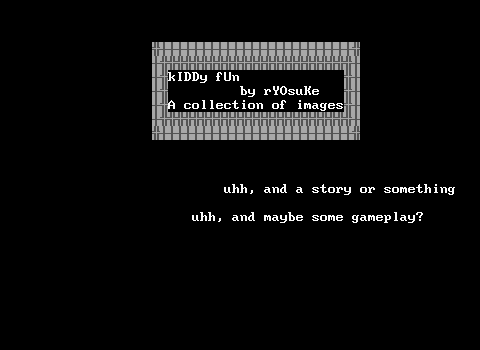 kIDDy fUn
by rYOsuKe
A collection of images
uhh, and a story or something
uhh, and maybe some gameplay?